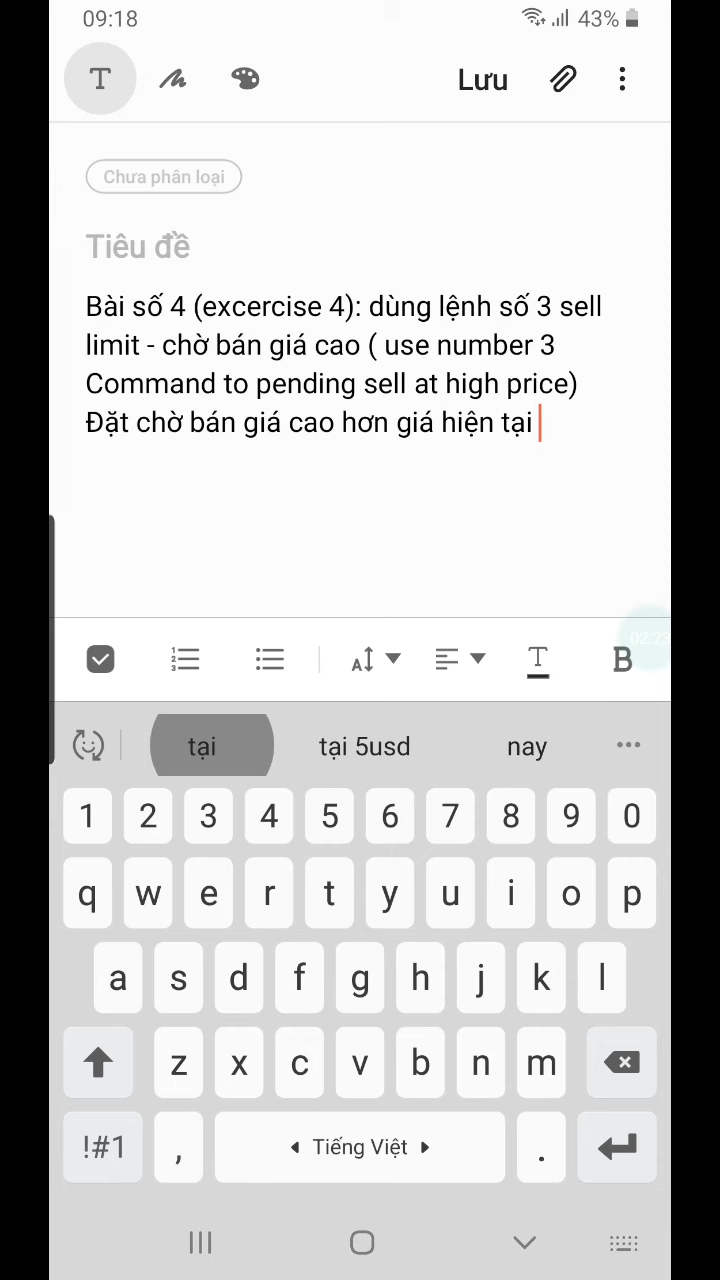 09:18
43%
T
Lưu
Chưa phân loại
Tiêu đề
Bài số 4 (excercise 4): dùng lệnh số 3 sell
limit - chờ bán giá cao ( use number 3
Command to pending sell at high price)
Đặt chờ bán giá cao hơn giá hiện tại
02:23
A T B
tại tại 5usd nay
1 2 3 4 5 6 7 8 9 0
q w e r t y u i o p
a s d f g h j k l
z x c v b n m
!#1 , Tiếng Việt .